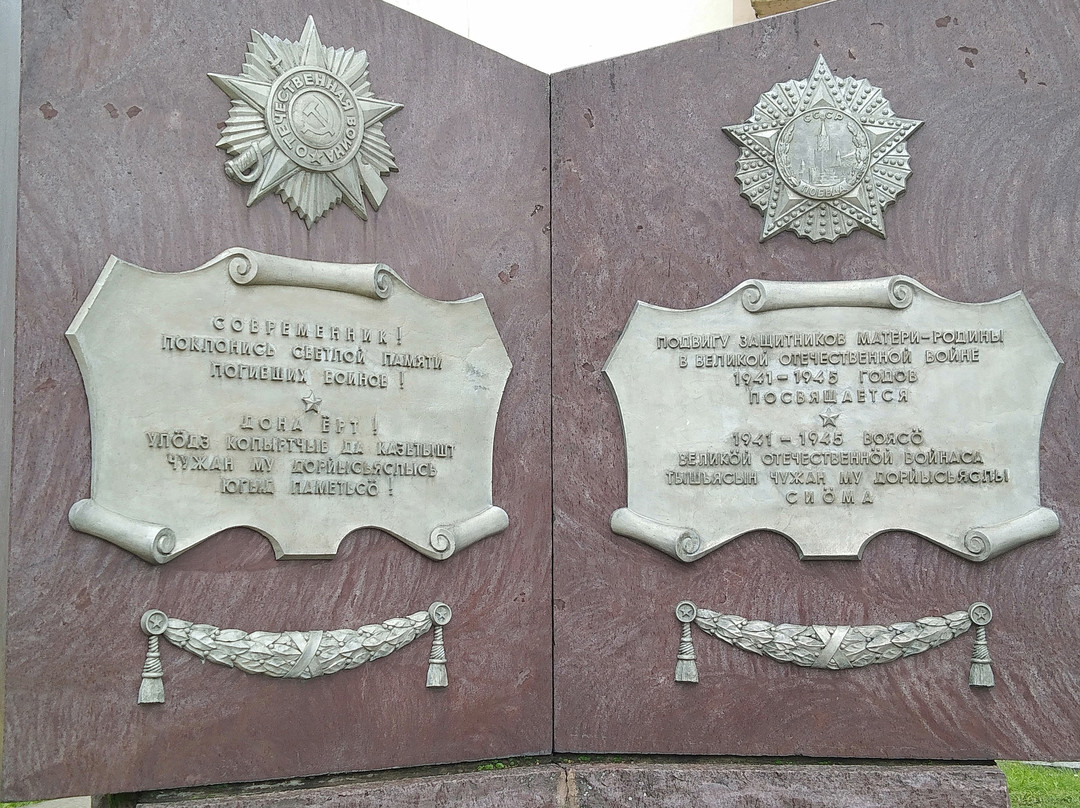 ОТЕЧЕСТВЕННАЯ ВОЙНА
СОВРЕМЕННИК!
ПОКЛОНИСЬ СВЕТЛОЙ ПАМЯТИ
ПОГИБШИХ ВОИНОВ!
ДОНА ЁРТ!
УЛӦДЗ КОПЫРТЧЫВ ДА КАЗЬТЫШТ
ЧУЖАН МУ ДОРЙЫСЬЯСЛЫСЬ
ЮГЫД ПАМЕТЬСӦ!
СССР
ПОБЕДА
ПОДВИГУ ЗАЩИТНИКОВ МАТЕРИ-РОДИНЫ
В ВЕЛИКОЙ ОТЕЧЕСТВЕННОЙ ВОЙНЕ
1941-1945 ГОДОВ
ПОСВЯЩАЕТСЯ
1941-1945 ВОЯСӦ
ВЕЛИКӦЙ ОТЕЧЕСТВЕННӦЙ ВОЙНАСА
ТЫШЪЯСЫН ЧУЖАН МУ ДОРЙЫСЬЯСЛЫ
СИӦМА